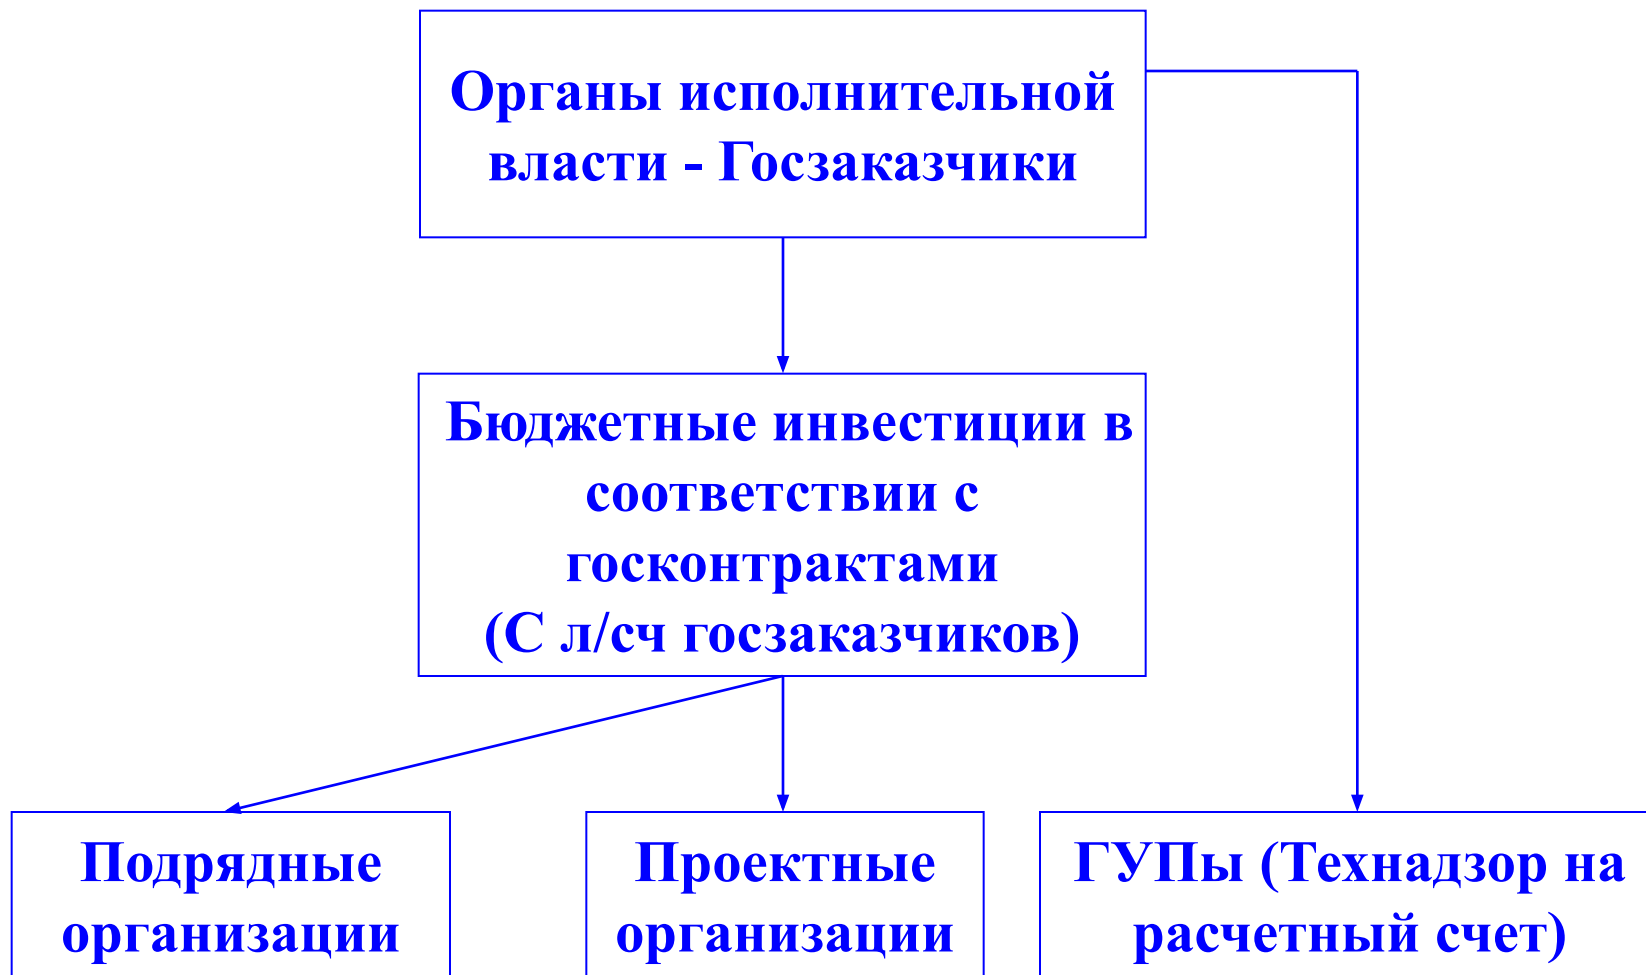 Органы исполнительной
власти - Госзаказчики
Бюджетные инвестиции в
соответствии с
госконтрактами
(С л/сч госзаказчиков)
Подрядные
организации
Проектные
организации
ГУПы (Технадзор на
расчетный счет)